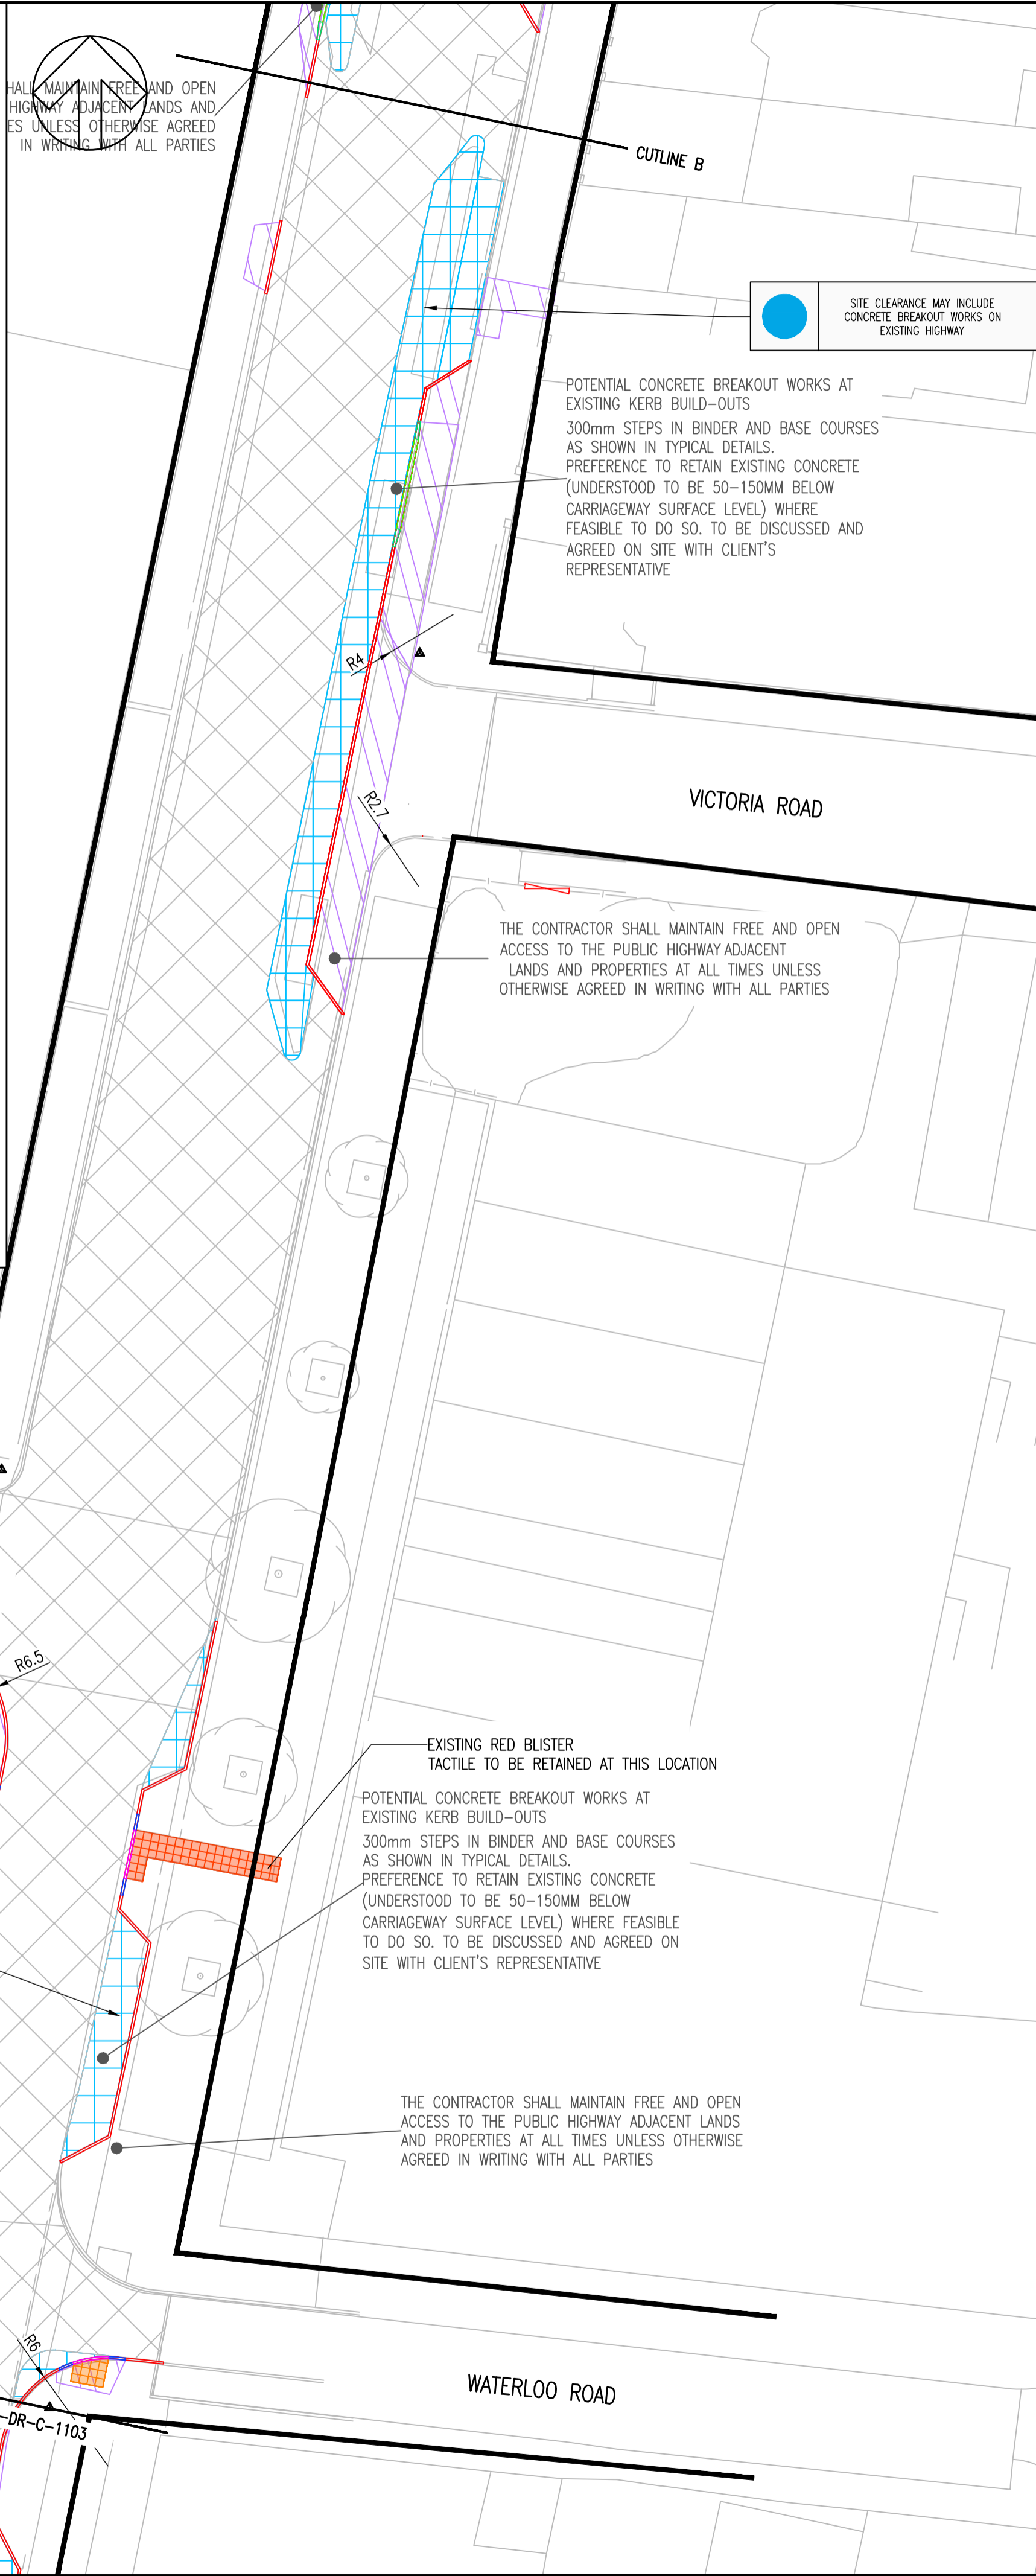 HALL MAINTAIN FREE AND OPEN
HIGHWAY ADJACENT LANDS AND
ES UNLESS OTHERWISE AGREED
IN WRITING WITH ALL PARTIES
CUTLINE B
SITE CLEARANCE MAY INCLUDE
CONCRETE BREAKOUT WORKS ON
EXISTING HIGHWAY
POTENTIAL CONCRETE BREAKOUT WORKS AT
EXISTING KERB BUILD-OUTS
300mm STEPS IN BINDER AND BASE COURSES
AS SHOWN IN TYPICAL DETAILS.
PREFERENCE TO RETAIN EXISTING CONCRETE
(UNDERSTOOD TO BE 50-150MM BELOW
CARRIAGEWAY SURFACE LEVEL) WHERE
FEASIBLE TO DO SO. TO BE DISCUSSED AND
AGREED ON SITE WITH CLIENT'S
REPRESENTATIVE
R4
R2.7
VICTORIA ROAD
THE CONTRACTOR SHALL MAINTAIN FREE AND OPEN
ACCESS TO THE PUBLIC HIGHWAY ADJACENT
LANDS AND PROPERTIES AT ALL TIMES UNLESS
OTHERWISE AGREED IN WRITING WITH ALL PARTIES
R6.5
EXISTING RED BLISTER
TACTILE TO BE RETAINED AT THIS LOCATION
POTENTIAL CONCRETE BREAKOUT WORKS AT
EXISTING KERB BUILD-OUTS
300mm STEPS IN BINDER AND BASE COURSES
AS SHOWN IN TYPICAL DETAILS.
PREFERENCE TO RETAIN EXISTING CONCRETE
(UNDERSTOOD TO BE 50-150MM BELOW
CARRIAGEWAY SURFACE LEVEL) WHERE FEASIBLE
TO DO SO. TO BE DISCUSSED AND AGREED ON
SITE WITH CLIENT'S REPRESENTATIVE
THE CONTRACTOR SHALL MAINTAIN FREE AND OPEN
ACCESS TO THE PUBLIC HIGHWAY ADJACENT LANDS
AND PROPERTIES AT ALL TIMES UNLESS OTHERWISE
AGREED IN WRITING WITH ALL PARTIES
R6
WATERLOO ROAD
-DR-C-1103